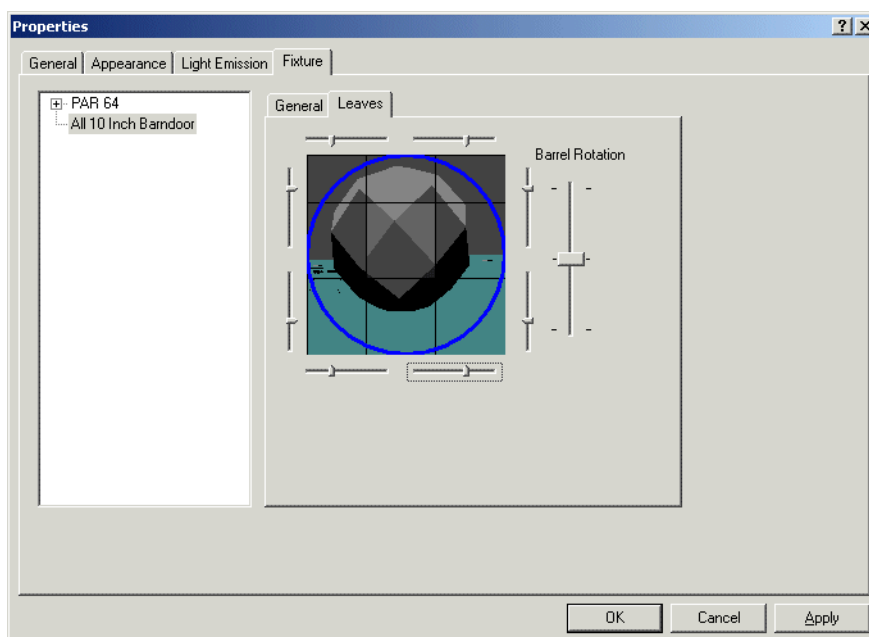 Properties
General Appearance Light Emission Fixture
PAR 64
All 10 Inch Barndoor
General Leaves
Barrel Rotation
OK Cancel Apply